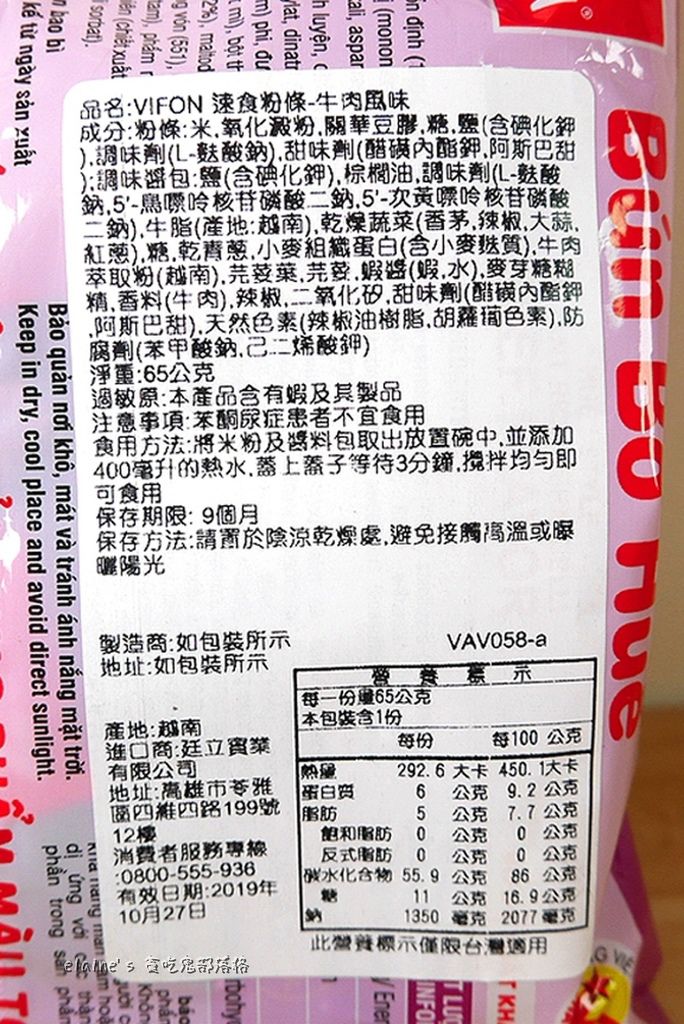 品名:VIFON 速食粉條-牛肉風味
成分:粉條:米,氧化澱粉,關華豆膠,糖,鹽(含碘化鉀
),調味劑(L-麩酸鈉),甜味劑(醋磺內酯鉀,阿斯巴甜
);調味醬包:鹽(含碘化鉀),棕櫚油,調味劑(L-麩酸
鈉,5'-鳥嘌呤核苷磷酸二鈉,5'-次黃嘌呤核苷磷酸
二鈉),牛脂(產地:越南),乾燥蔬菜(香茅,辣椒,大蒜,
紅蔥),糖,乾青蔥,小麥組織蛋白(含小麥麩質),牛肉
萃取粉(越南),芫荽葉,芫荽,蝦醬(蝦,水),麥芽糖糊
精,香料(牛肉),辣椒,二氧化矽,甜味劑(醋磺內酯鉀
,阿斯巴甜),天然色素(辣椒油樹脂,胡蘿蔔色素),防
腐劑(苯甲酸鈉,己二烯酸鉀)
淨重:65公克
過敏原:本產品含有蝦及其製品
注意事項:苯酮尿症患者不宜食用
食用方法:將米粉及醬料包取出放置碗中,並添加
400毫升的熱水,蓋上蓋子等待3分鐘,攪拌均勻即
可食用
保存期限: 9個月
保存方法:請置於陰涼乾燥處,避免接觸高溫或曝
曬陽光
製造商:如包裝所示
地址:如包裝所示
VAV058-a
產地:越南
進口商:廷立實業
有限公司
地址:高雄市苓雅
區四維四路199號
12樓
消費者服務專線
:0800-555-936
有效日期:2019年
10月27日
營 養 標 示
每一份量65公克
本包裝含1份
每份 每100 公克
熱量 292.6 大卡 450.1大卡
蛋白質 6 公克 9.2 公克
脂肪 5 公克 7.7 公克
飽和脂肪 0 公克 0 公克
反式脂肪 0 公克 0 公克
碳水化合物 55.9 公克 86 公克
糖 11 公克 16.9公克
鈉 1350 毫克 2077 毫克
此營養標示僅限台灣適用
Bún Bò Hue
kể từ ngày sản xuất
Bảo quản nơi khô, mát và tránh ánh nắng mặt trời.
Keep in dry, cool place and avoid direct sunlight.
elaine's 貪吃鬼部落格